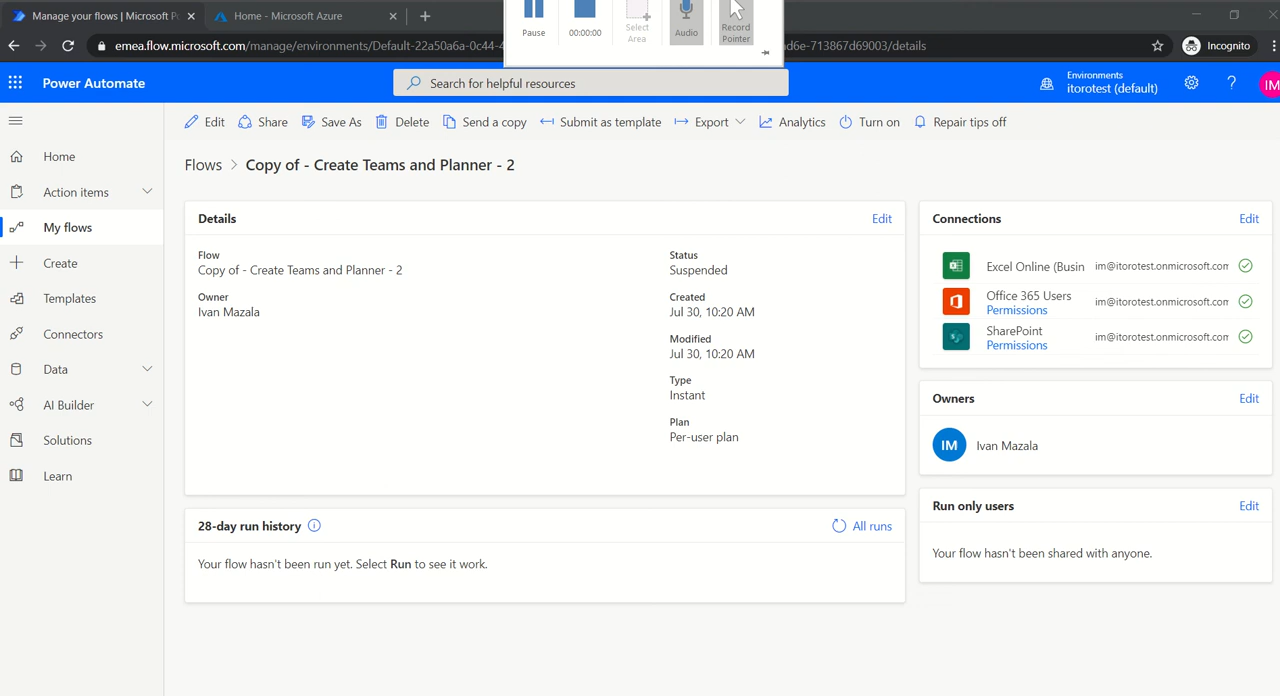 Manage your flows | Microsoft Po
Home - Microsoft Azure
Pause
00:00:00
Select Area
Audio
Record Pointer
emea.flow.microsoft.com/manage/environments/Default-22a50a6a-0c44-4
d6e-713867d69003/details
Incognito
Power Automate
Search for helpful resources
Environments
itorotest (default)
IM
Edit
Share
Save As
Delete
Send a copy
Submit as template
Export
Analytics
Turn on
Repair tips off
Home
Action items
My flows
Create
Templates
Connectors
Data
AI Builder
Solutions
Learn
Flows > Copy of - Create Teams and Planner - 2
Details
Edit
Flow
Copy of - Create Teams and Planner - 2
Owner
Ivan Mazala
Status
Suspended
Created
Jul 30, 10:20 AM
Modified
Jul 30, 10:20 AM
Type
Instant
Plan
Per-user plan
28-day run history
All runs
Your flow hasn't been run yet. Select Run to see it work.
Connections
Edit
Excel Online (Busin
im@itorotest.onmicrosoft.com
Office 365 Users
Permissions
im@itorotest.onmicrosoft.com
SharePoint
Permissions
im@itorotest.onmicrosoft.com
Owners
Edit
IM
Ivan Mazala
Run only users
Edit
Your flow hasn't been shared with anyone.